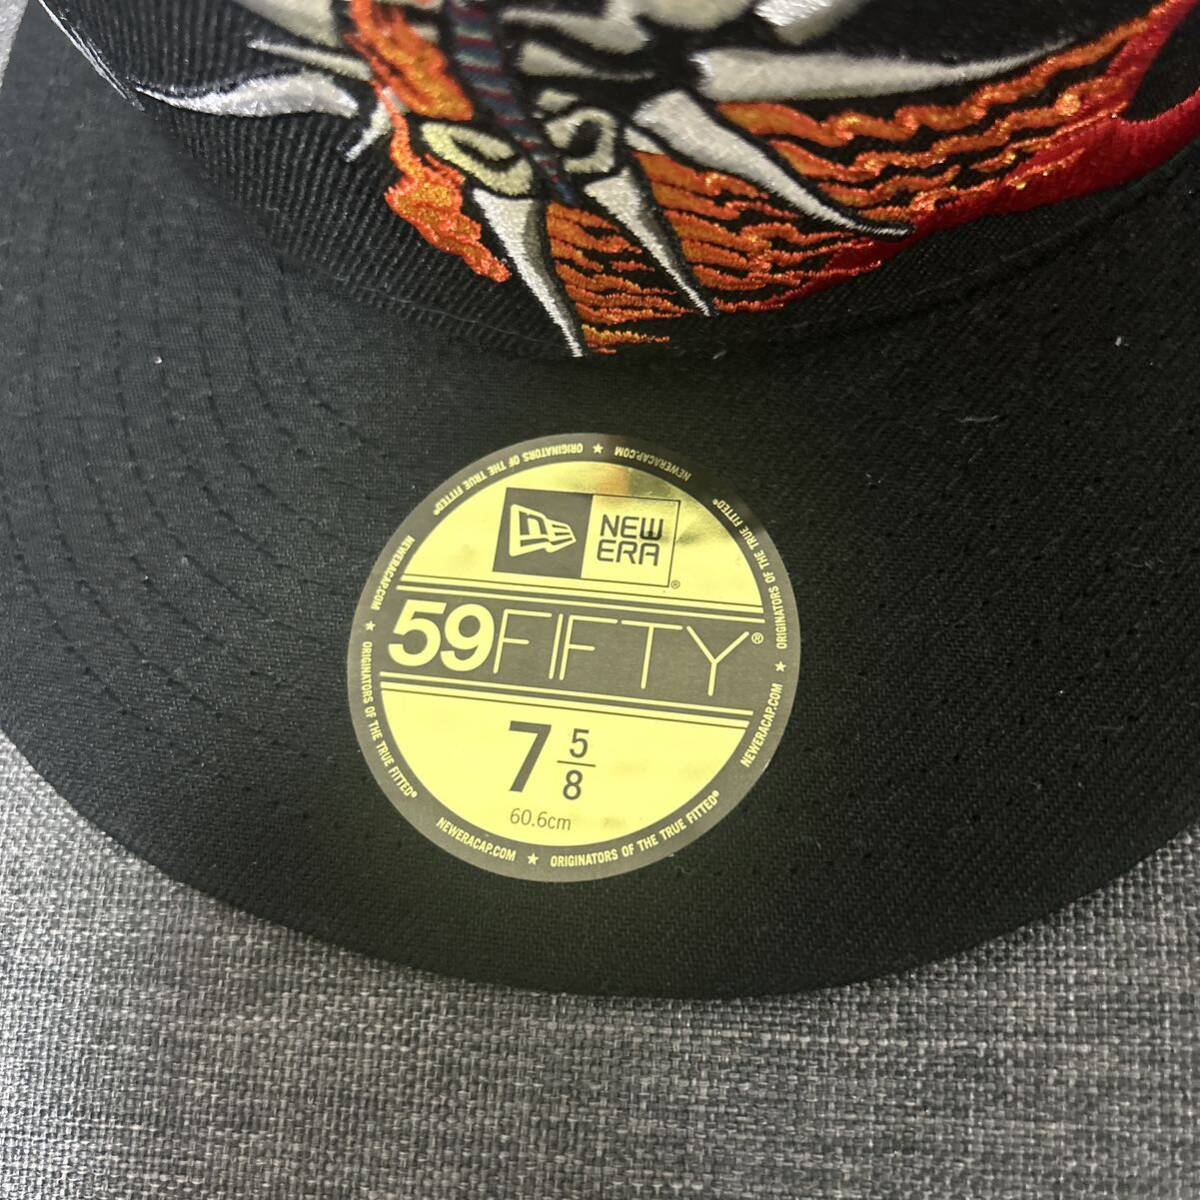 NEW
ERA
®
59FIFTY®
7 5/8
60.6cm
NEWERACAP.COM ★ ORIGINATORS OF THE TRUE FITTED®
NEWERACAP.COM ★ ORIGINATORS OF THE TRUE FITTED®
NEWERACAP.COM ★ ORIGINATORS OF THE TRUE FITTED®
NEWERACAP.COM ★ ORIGINATORS OF THE TRUE FITTED®